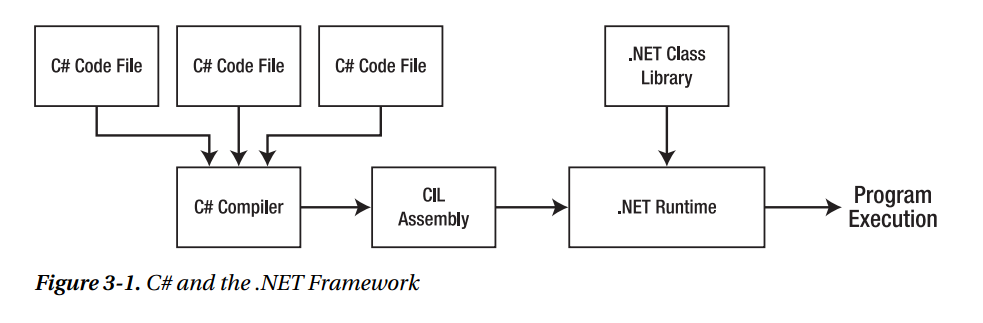 C# Code File
C# Code File
C# Code File
.NET Class
Library
C# Compiler
CIL
Assembly
.NET Runtime
Program
Execution
Figure 3-1. C# and the .NET Framework